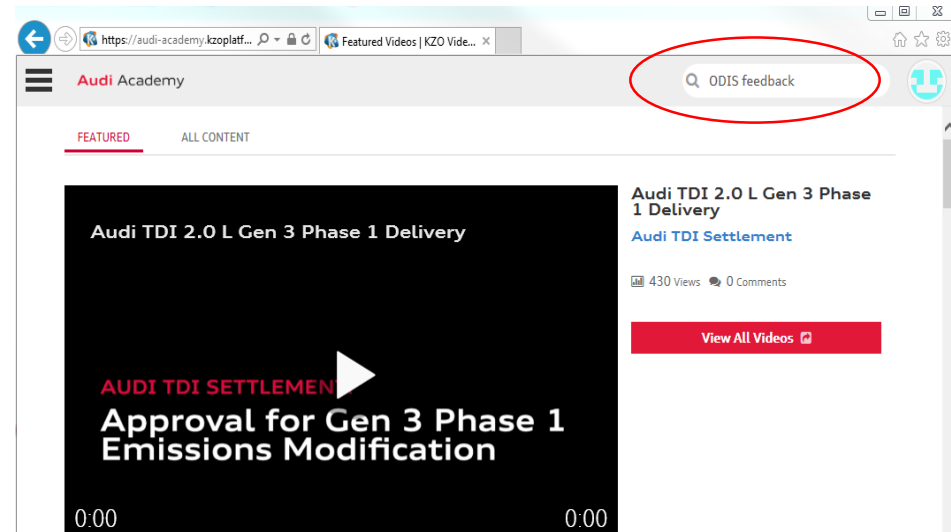 https://audi-academy.kzoplatf...
Featured Videos | KZO Vide...
Audi Academy
ODIS feedback
FEATURED
ALL CONTENT
Audi TDI 2.0 L Gen 3 Phase 1 Delivery
AUDI TDI SETTLEMENT
Approval for Gen 3 Phase 1
Emissions Modification
0:00
0:00
Audi TDI 2.0 L Gen 3 Phase
1 Delivery
Audi TDI Settlement
430 Views 0 Comments
View All Videos